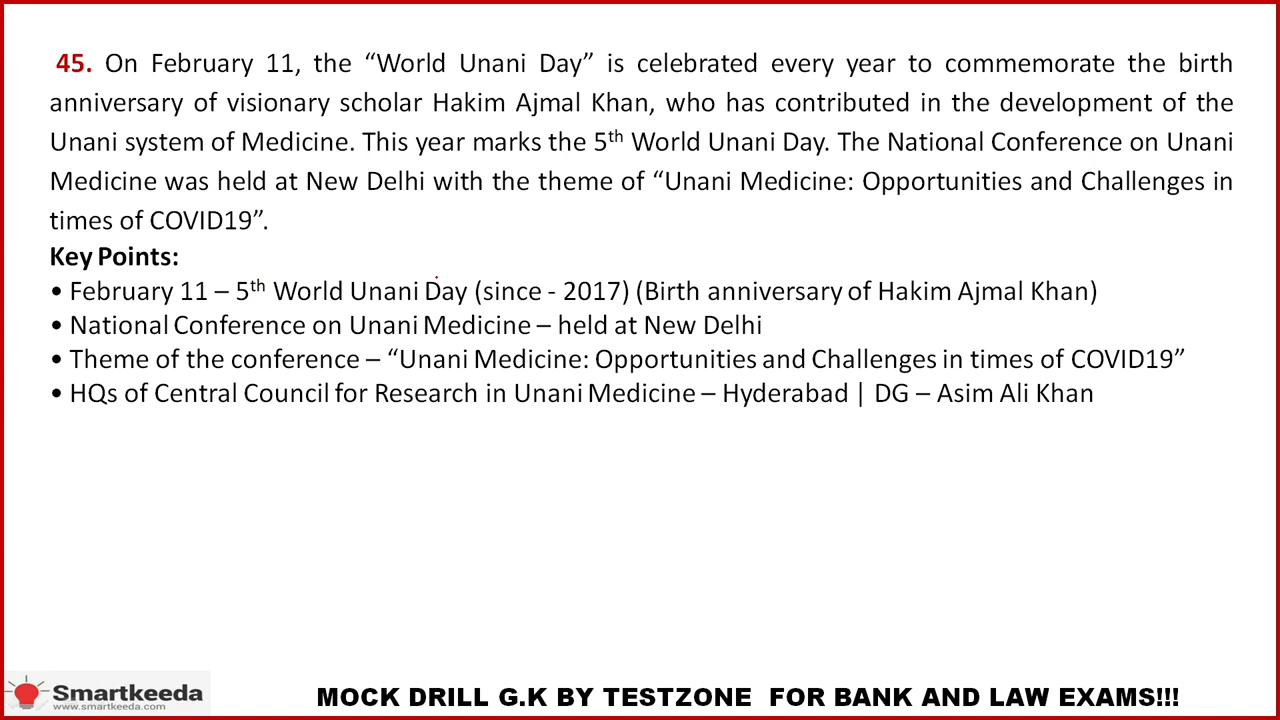 45. On February 11, the “World Unani Day” is celebrated every year to commemorate the birth
anniversary of visionary scholar Hakim Ajmal Khan, who has contributed in the development of the
Unani system of Medicine. This year marks the 5th World Unani Day. The National Conference on Unani
Medicine was held at New Delhi with the theme of “Unani Medicine: Opportunities and Challenges in
times of COVID19”.
Key Points:
• February 11 – 5th World Unani Day (since - 2017) (Birth anniversary of Hakim Ajmal Khan)
• National Conference on Unani Medicine – held at New Delhi
• Theme of the conference – “Unani Medicine: Opportunities and Challenges in times of COVID19”
• HQs of Central Council for Research in Unani Medicine – Hyderabad | DG – Asim Ali Khan
Smartkeeda
www.smartkeeda.com
MOCK DRILL G.K BY TESTZONE FOR BANK AND LAW EXAMS!!!